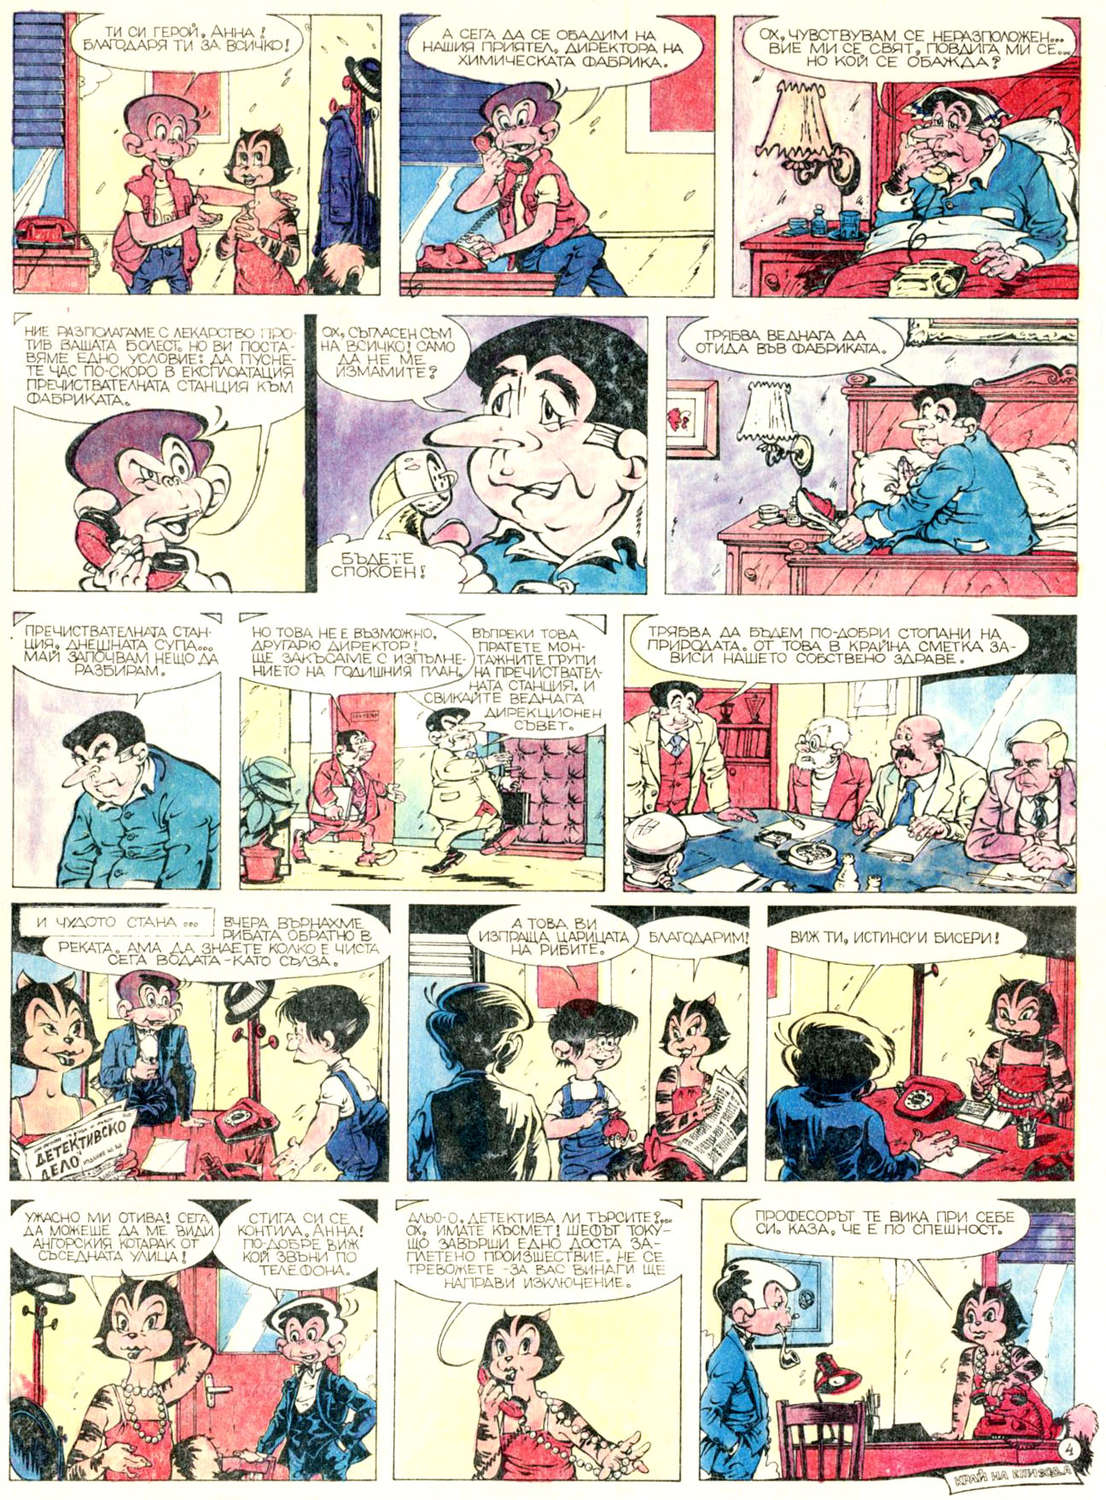 ТИ СИ ГЕРОЙ, АННА!
БЛАГОДАРЯ ТИ ЗА ВСИЧКО!
А СЕГА ДА СЕ ОБАДИМ НА
НАШИЯ ПРИЯТЕЛ, ДИРЕКТОРА НА
ХИМИЧЕСКАТА ФАБРИКА.
ОХ, ЧУВСТВУВАМ СЕ НЕРАЗПОЛОЖЕН...
ВИЕ МИ СЕ СВЯТ, ПОВДИГА МИ СЕ...
НО КОЙ СЕ ОБАЖДА?
НИЕ РАЗПОЛАГАМЕ С ЛЕКАРСТВО ПРО-
ТИВ ВАШАТА БОЛЕСТ, НО ВИ ПОСТА-
ВЯМЕ ЕДНО УСЛОВИЕ: ДА ПУСНЕ-
ТЕ ЧАС ПО-СКОРО В ЕКСПЛОАТАЦИЯ
ПРЕЧИСТВАТЕЛНАТА СТАНЦИЯ КЪМ
ФАБРИКАТА.
ОХ, СЪГЛАСЕН СЪМ
НА ВСИЧКО! САМО
ДА НЕ МЕ
ИЗМАМИТЕ?
БЪДЕТЕ
СПОКОЕН!
ТРЯБВА ВЕДНАГА ДА
ОТИДА ВЪВ ФАБРИКАТА.
ПРЕЧИСТВАТЕЛНАТА СТАН-
ЦИЯ, ДНЕШНАТА СУПА...
МАЙ ЗАПОЧВАМ НЕЩО ДА
РАЗБИРАМ.
НО ТОВА НЕ Е ВЪЗМОЖНО,
ДРУГАРЮ ДИРЕКТОР!
ЩЕ ЗАКЪСАМЕ С ИЗПЪЛНЕ-
НИЕТО НА ГОДИШНИЯ ПЛАН.
ВЪПРЕКИ ТОВА
ПРАТЕТЕ МОН-
ТАЖНИТЕ ГРУПИ
НА ПРЕЧИСТВАТЕЛ-
НАТА СТАНЦИЯ. И
СВИКАЙТЕ ВЕДНАГА
ДИРЕКЦИОНЕН
СЪВЕТ.
ТРЯБВА ДА БЪДЕМ ПО-ДОБРИ СТОПАНИ НА
ПРИРОДАТА. ОТ ТОВА В КРАЙНА СМЕТКА ЗА-
ВИСИ НАШЕТО СОБСТВЕНО ЗДРАВЕ.
И ЧУДОТО СТАНА...
ВЧЕРА ВЪРНАХМЕ
РИБАТА ОБРАТНО В
РЕКАТА. АМА ДА ЗНАЕТЕ КОЛКО Е ЧИСТА
СЕГА ВОДАТА - КАТО СЪЛЗА.
ДЕТЕКТИВСКО
ДЕЛО
А ТОВА ВИ
ИЗПРАЩА ЦАРИЦАТА
НА РИБИТЕ.
БЛАГОДАРИМ!
ВИЖ ТИ, ИСТИНСКИ БИСЕРИ!
УЖАСНО МИ ОТИВА! СЕГА
ДА МОЖЕШЕ ДА МЕ ВИДИ
АНГОРСКИЯ КОТАРАК ОТ
СЪСЕДНАТА УЛИЦА!
СТИГА СИ СЕ
КОНТИЛА, АННА!
ПО-ДОБРЕ ВИЖ
КОЙ ЗВЪНИ ПО
ТЕЛЕФОНА.
АЛЬО-О, ДЕТЕКТИВА ЛИ ТЪРСИТЕ?...
ОХ, ИМАТЕ КЪСМЕТ! ШЕФЪТ ТОКУ-
ЩО ЗАВЪРШИ ЕДНО ДОСТА ЗА-
ПЛЕТЕНО ПРОИЗШЕСТВИЕ. НЕ СЕ
ТРЕВОЖЕТЕ - ЗА ВАС ВИНАГИ ЩЕ
НАПРАВИ ИЗКЛЮЧЕНИЕ.
ПРОФЕСОРЪТ ТЕ ВИКА ПРИ СЕБЕ
СИ. КАЗА, ЧЕ Е ПО СПЕШНОСТ.
4
КРАЙ НА ЕПИЗОДА